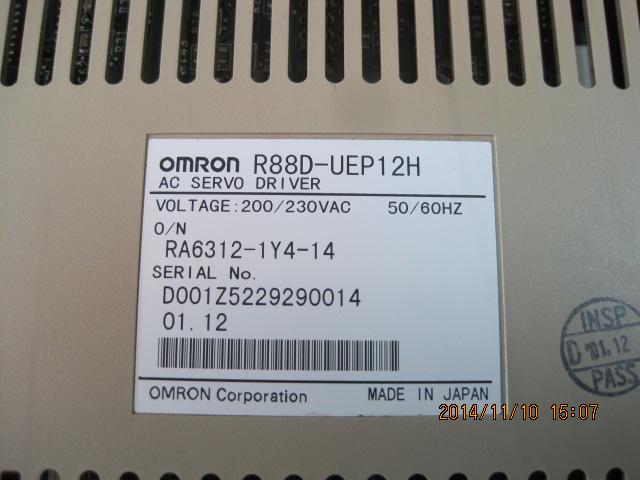 OMRON R88D-UEP12H
AC SERVO DRIVER
VOLTAGE:200/230VAC 50/60HZ
O/N
RA6312-1Y4-14
SERIAL No.
D001Z5229290014
01.12
OMRON Corporation MADE IN JAPAN
INSP
D '01.12
PASS
2014/11/10 15:07